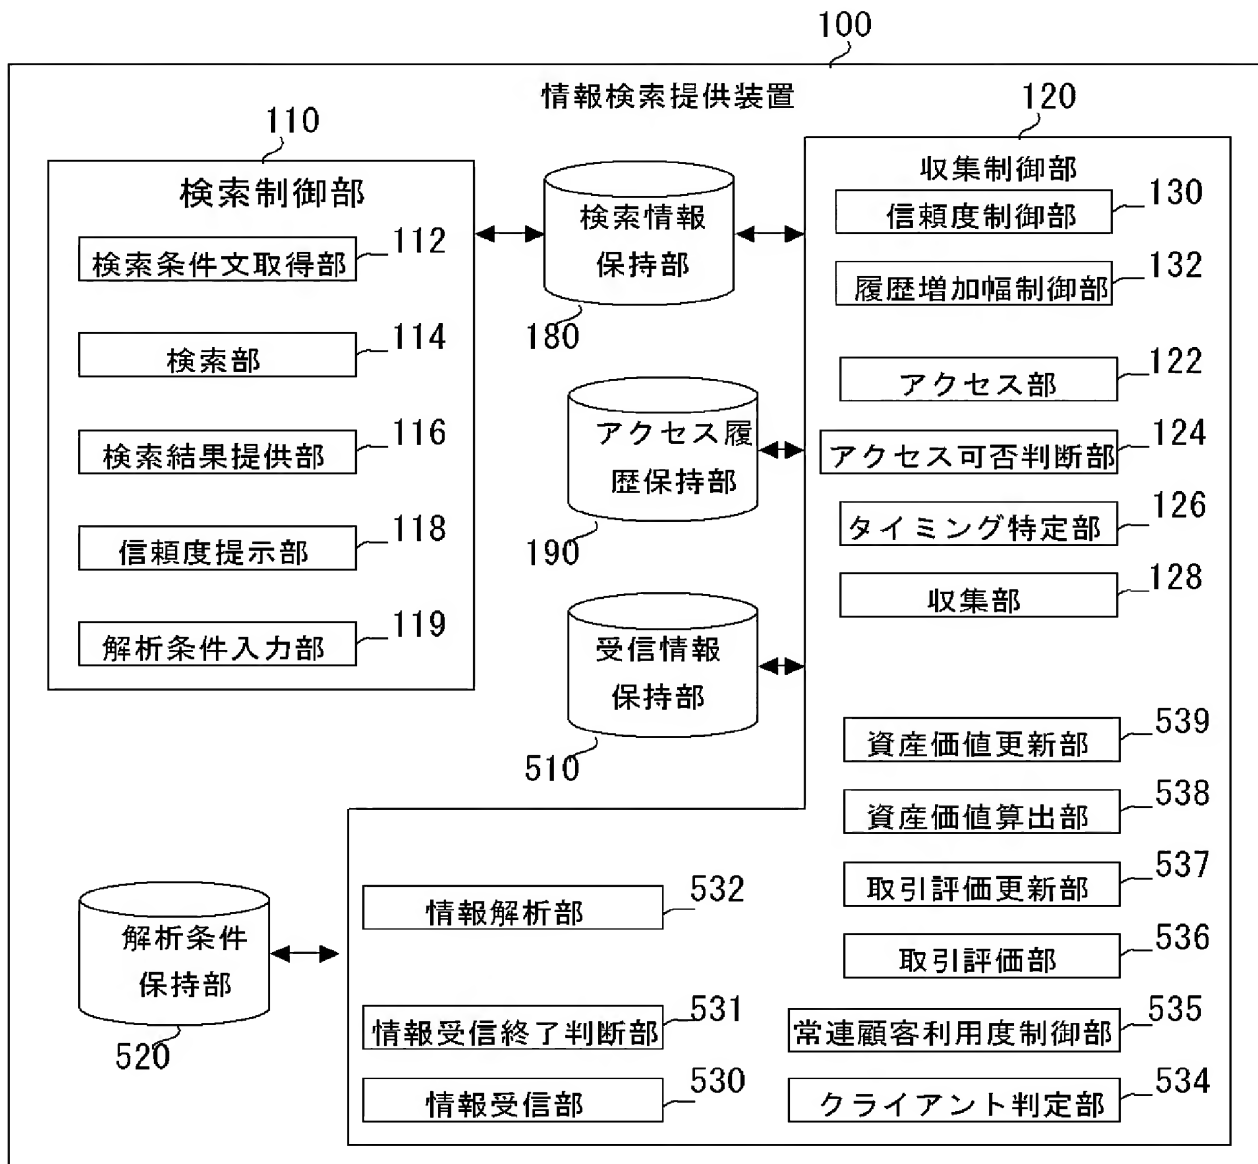 100
情報検索提供装置
110
検索制御部
検索条件文取得部
112
検索部
114
検索結果提供部
116
信頼度提示部
118
解析条件入力部
119
検索情報
保持部
180
アクセス履
歴保持部
190
受信情報
保持部
510
解析条件
保持部
520
120
収集制御部
信頼度制御部
130
履歴増加幅制御部
132
アクセス部
122
アクセス可否判断部
124
タイミング特定部
126
収集部
128
資産価値更新部
539
資産価値算出部
538
取引評価更新部
537
取引評価部
536
常連顧客利用度制御部
535
クライアント判定部
534
情報解析部
532
情報受信終了判断部
531
情報受信部
530